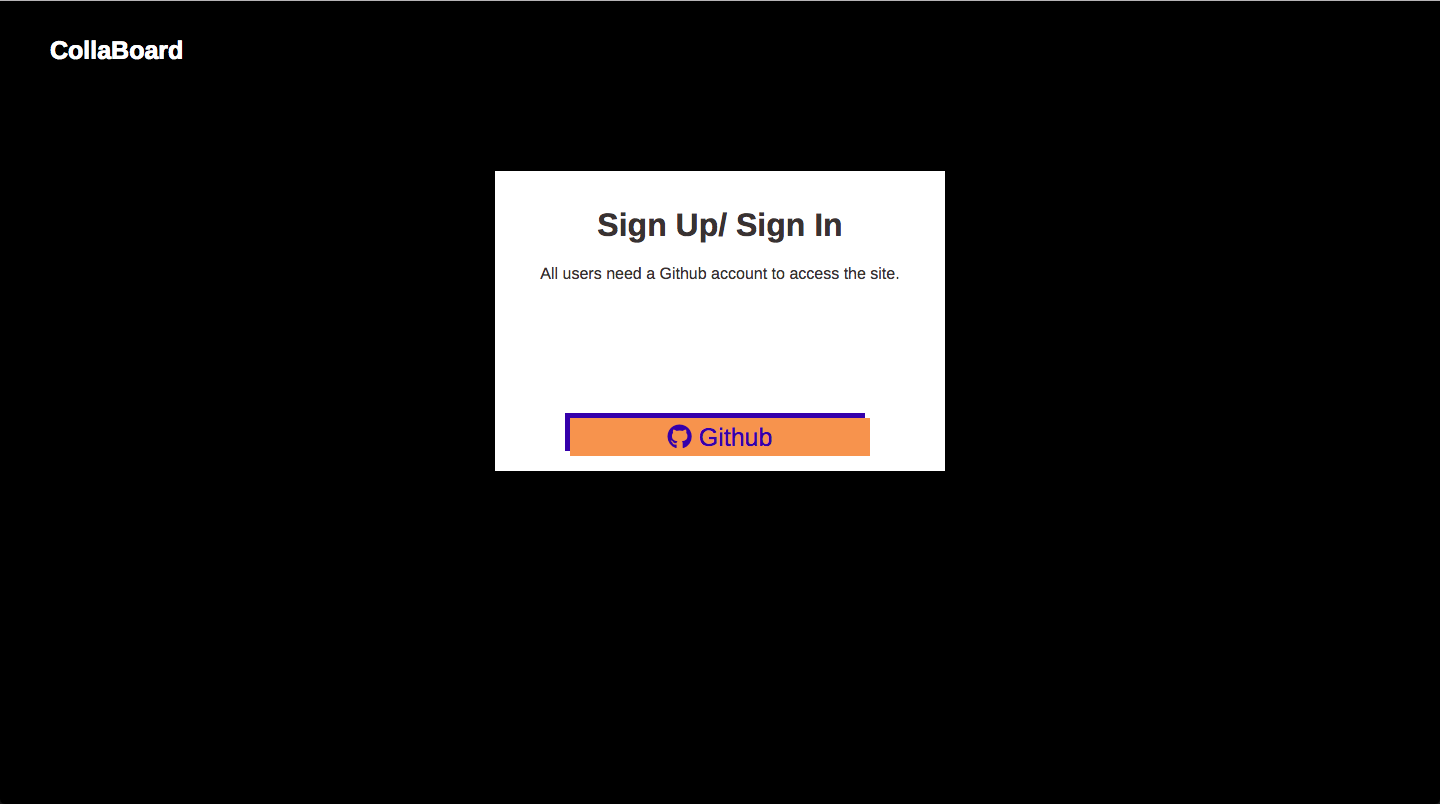 CollaBoard
Sign Up/ Sign In
All users need a Github account to access the site.
Github